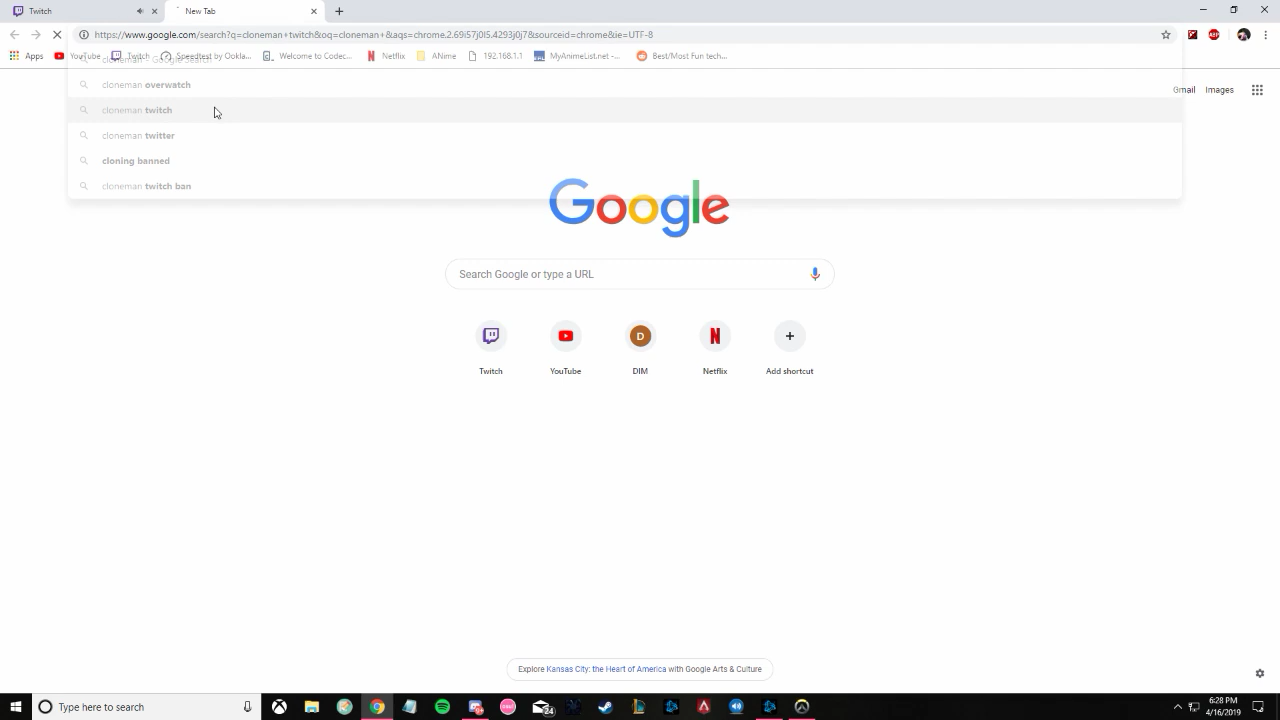 Twitch
New Tab
https://www.google.com/search?q=cloneman+twitch&oq=cloneman+&aqs=chrome.2.69i57j0l5.4293j0j7&sourceid=chrome&ie=UTF-8
Apps YouTube Twitch Speedtest by Ookla... Welcome to Codec... Netflix ANime 192.168.1.1 MyAnimeList.net -... Best/Most Fun tech...
cloneman - Google Search
cloneman overwatch
Gmail Images
cloneman twitch
cloneman twitter
cloning banned
cloneman twitch ban
Google
Search Google or type a URL
D
Twitch YouTube DIM Netflix Add shortcut
Explore Kansas City: the Heart of America with Google Arts & Culture
Type here to search
24
6:28 PM
4/16/2019